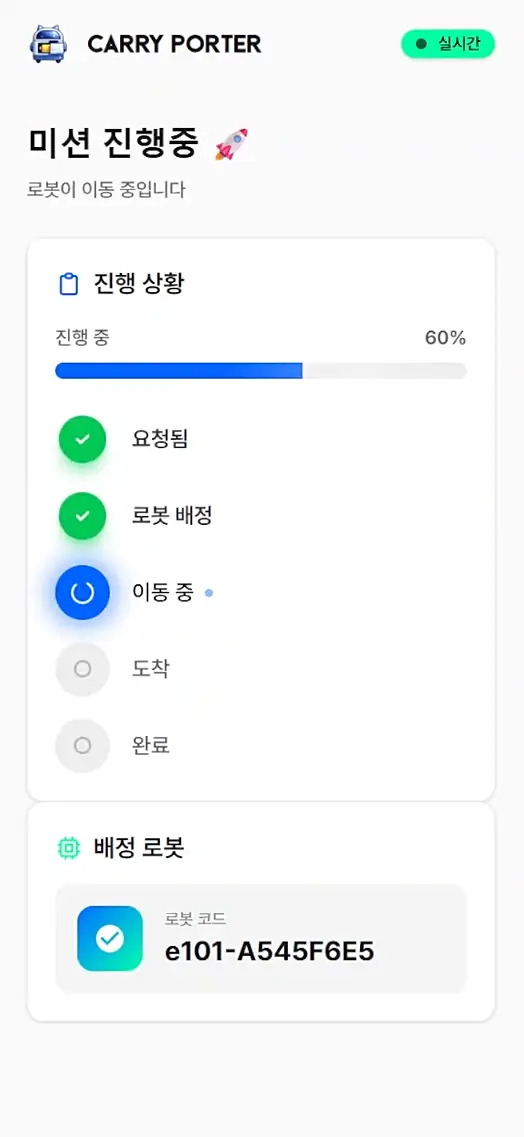 CARRY PORTER
실시간
미션 진행중 🚀
로봇이 이동 중입니다
진행 상황
진행 중 60%
요청됨
로봇 배정
이동 중
도착
완료
배정 로봇
로봇 코드
e101-A545F6E5